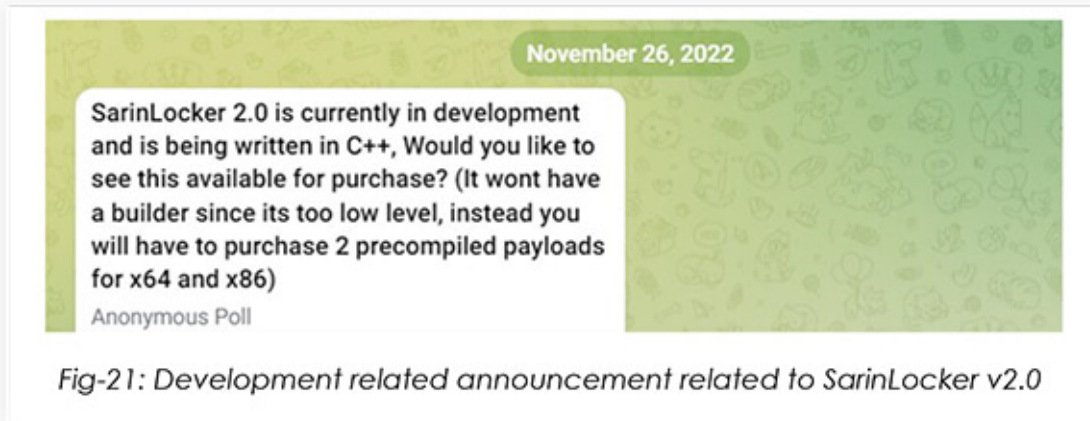 November 26, 2022
SarinLocker 2.0 is currently in development
and is being written in C++, Would you like to
see this available for purchase? (It wont have
a builder since its too low level, instead you
will have to purchase 2 precompiled payloads
for x64 and x86)
Anonymous Poll
Fig-21: Development related announcement related to SarinLocker v2.0